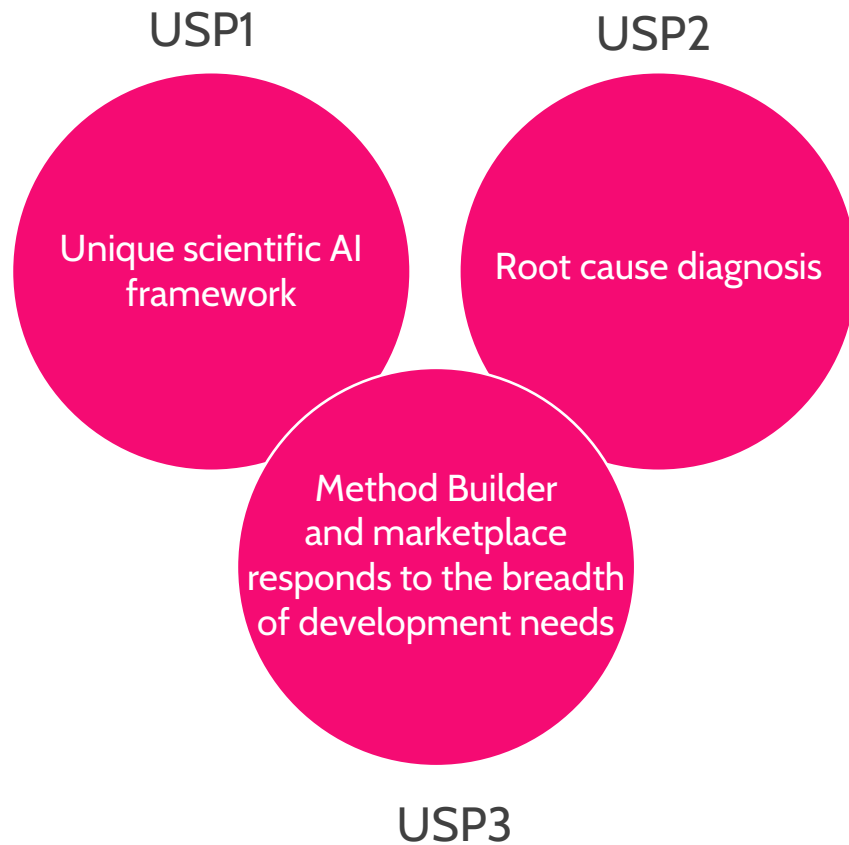 USP1
USP2
Unique scientific AI
framework
Root cause diagnosis
Method Builder
and marketplace
responds to the breadth
of development needs
USP3